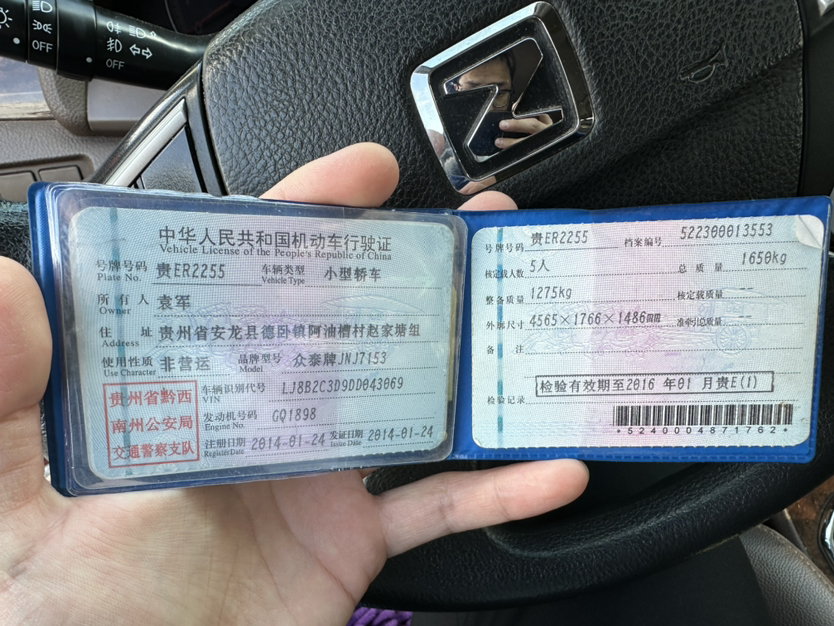 OFF
OFF
中华人民共和国机动车行驶证
Vehicle License of the People's Republic of China
号牌号码 贵ER2255 车辆类型 小型轿车
Plate No. Vehicle Type
所有人 袁军
Owner
住址 贵州省安龙县德卧镇阿油槽村赵家塘组
Address
使用性质 非营运 品牌型号 众泰牌JNJ7153
Use Character Model
贵州省黔西
南州公安局
交通警察支队
车辆识别代号 LJ8B2C3D9DD043069
VIN
发动机号码 GQ1898
Engine No.
注册日期 2014-01-24 发证日期 2014-01-24
Register Date Issue Date
号牌号码 贵ER2255 档案编号 522300013553
核定载人数 5人 总质量 1650kg
整备质量 1275kg 核定载质量 --
外廓尺寸 4565×1766×1486 准牵引总质量 --
备注
检验记录 检验有效期至2016 年01 月贵E(1)
*5240004871762*